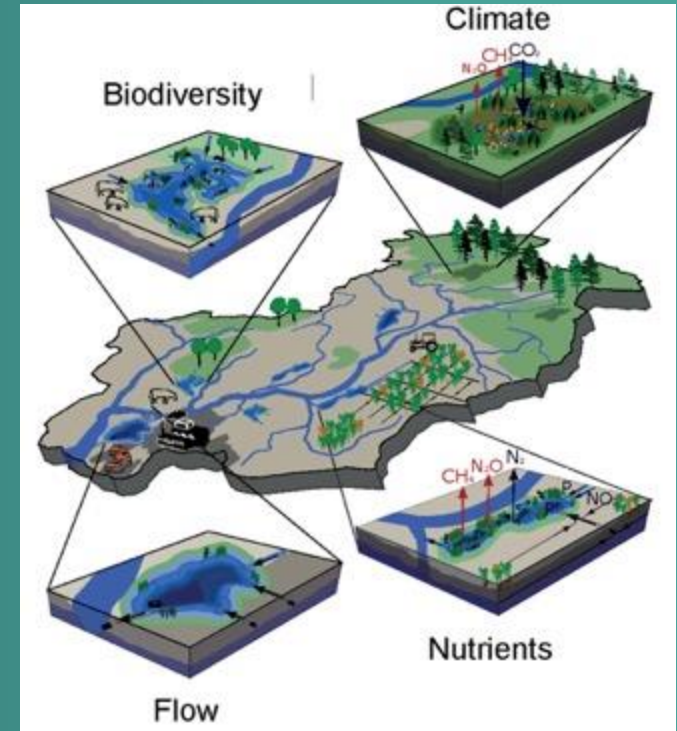 Climate
CH₄ CO₂
N₂O
Biodiversity
CH₄ N₂O N₂
P
NO
Nutrients
Flow